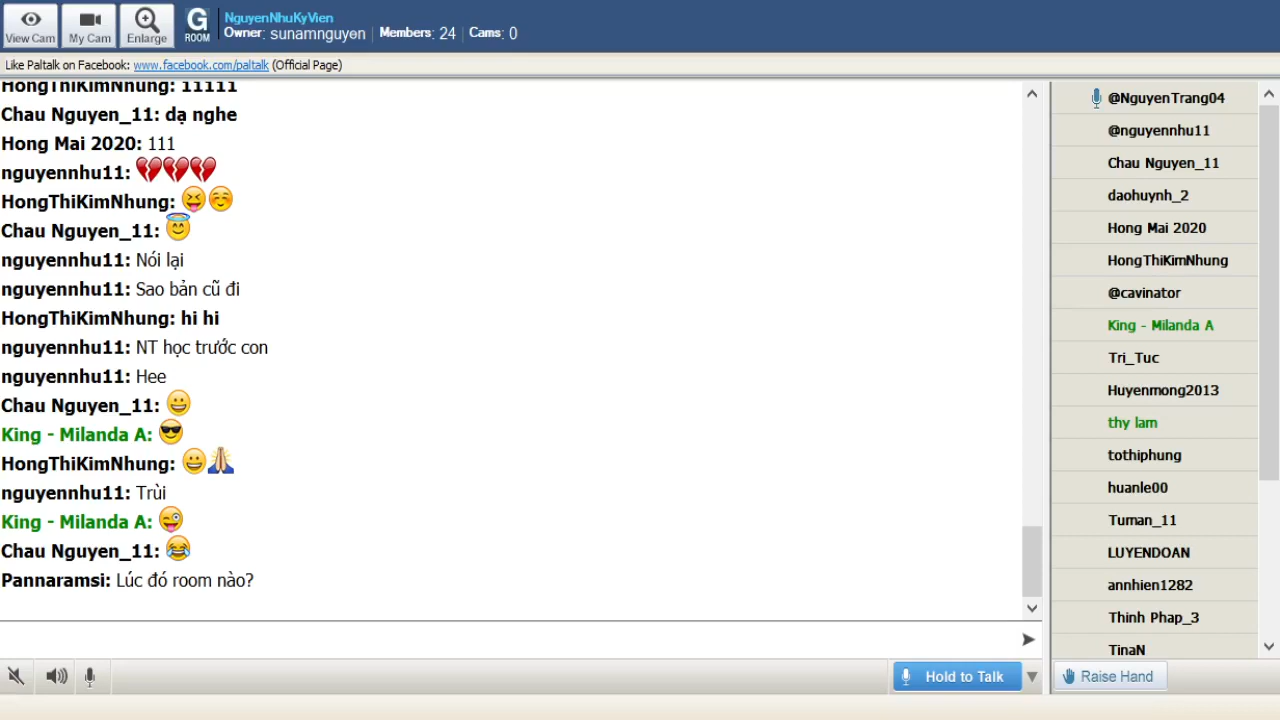 View Cam
My Cam
Enlarge
G
ROOM
NguyenNhuKyVien
Owner: sunamnguyen
Members: 24
Cams: 0
Like Paltalk on Facebook: www.facebook.com/paltalk (Official Page)
HongThiKimNhung: 11111
Chau Nguyen_11: dạ nghe
Hong Mai 2020: 111
nguyennhu11: 💔💔💔
HongThiKimNhung: 😝☺️
Chau Nguyen_11: 😇
nguyennhu11: Nói lại
nguyennhu11: Sao bản cũ đi
HongThiKimNhung: hi hi
nguyennhu11: NT học trước con
nguyennhu11: Hee
Chau Nguyen_11: 😀
King - Milanda A: 😎
HongThiKimNhung: 😀🙏
nguyennhu11: Trùi
King - Milanda A: 😜
Chau Nguyen_11: 😂
Pannaramsi: Lúc đó room nào?
@NguyenTrang04
@nguyennhu11
Chau Nguyen_11
daohuynh_2
Hong Mai 2020
HongThiKimNhung
@cavinator
King - Milanda A
Tri_Tuc
Huyenmong2013
thy lam
tothiphung
huanle00
Tuman_11
LUYENDOAN
annhien1282
Thinh Phap_3
TinaN
Hold to Talk
Raise Hand